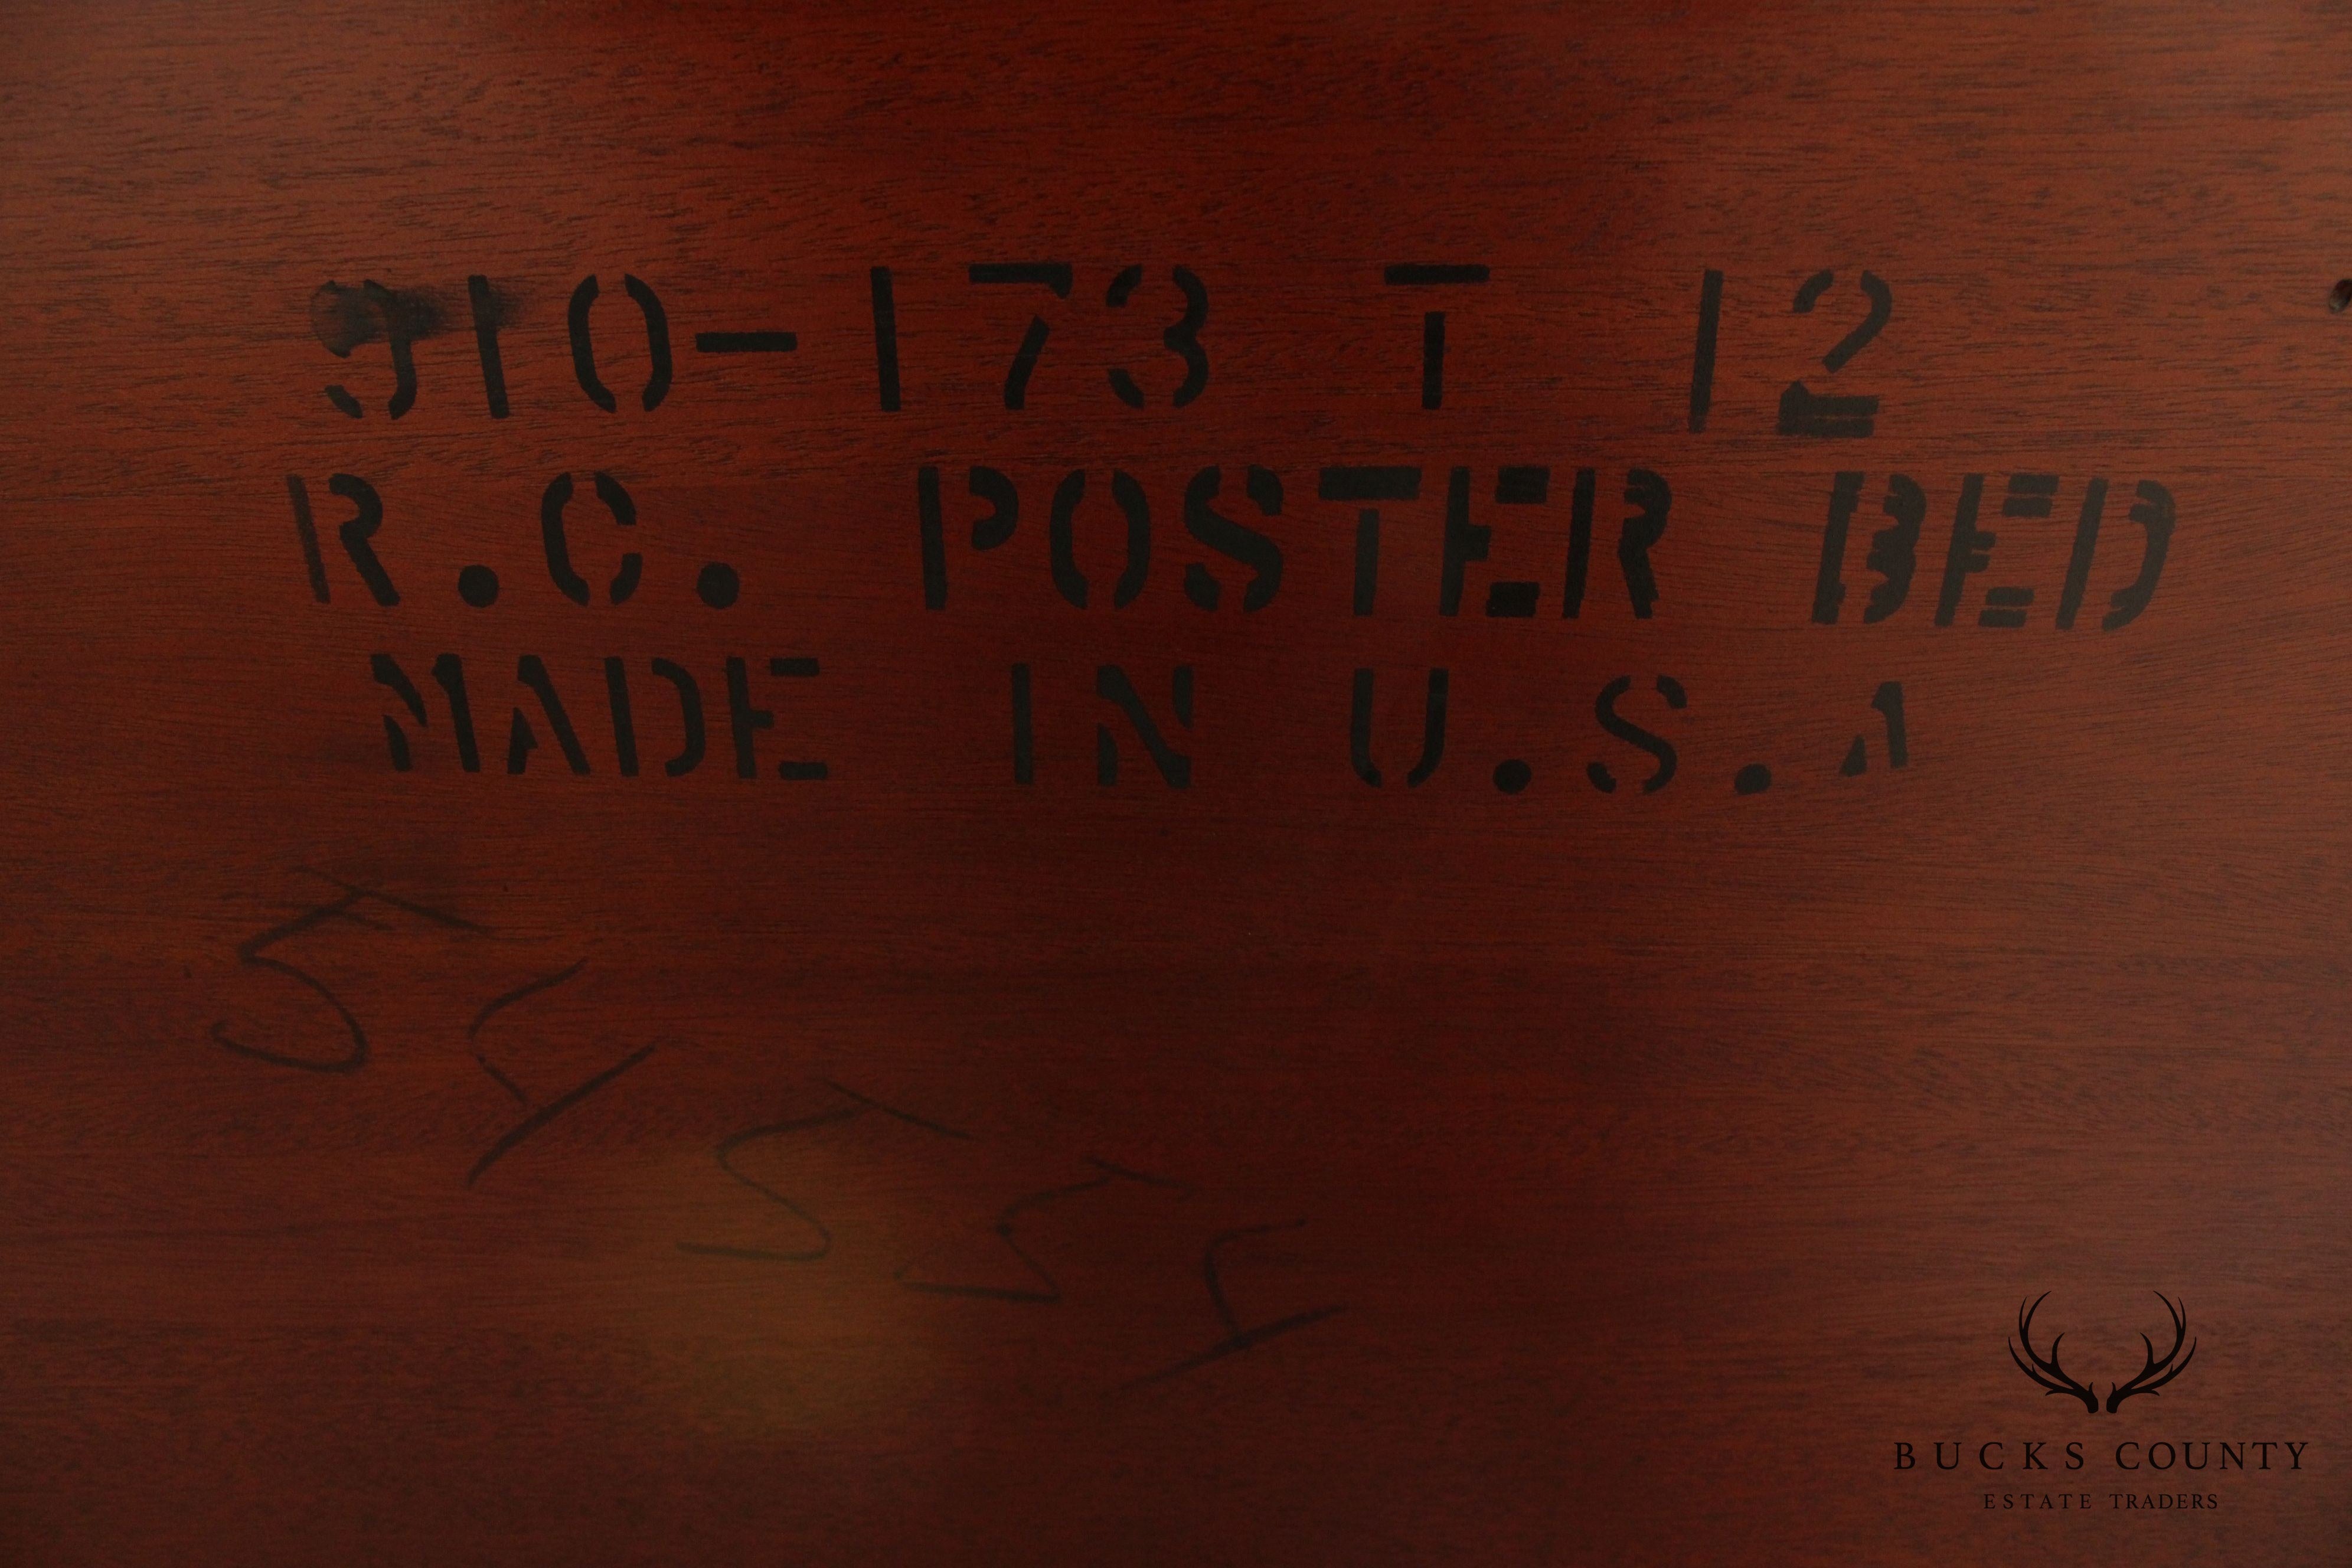 910-173 T 12
R.C. POSTER BED
MADE IN U.S.A
BUCKS COUNTY
ESTATE TRADERS